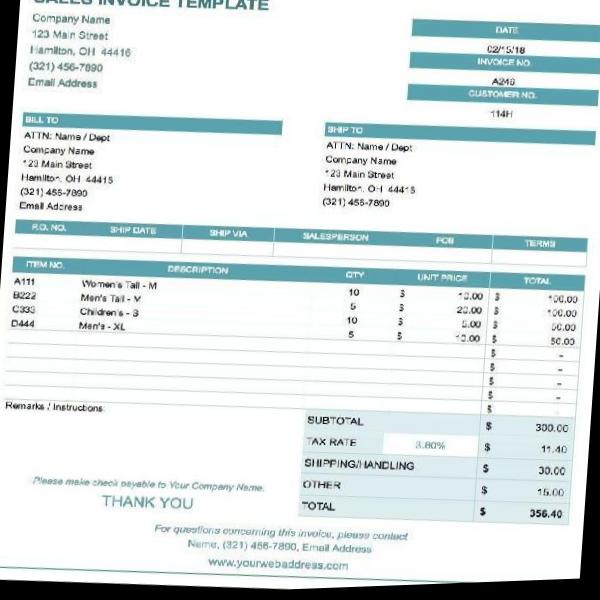 SALES INVOICE TEMPLATE
Company Name
123 Main Street
Hamilton, OH 44416
(321) 456-7890
Email Address
DATE
02/15/18
INVOICE NO.
A246
CUSTOMER NO.
114H
BILL TO
ATTN: Name / Dept
Company Name
123 Main Street
Hamilton, OH 44415
(321) 456-7890
Email Address
SHIP TO
ATTN: Name / Dept
Company Name
123 Main Street
Hamilton, OH 44415
(321) 456-7890
P.O. NO. SHIP DATE SHIP VIA SALESPERSON FOB TERMS
ITEM NO. DESCRIPTION QTY UNIT PRICE TOTAL
A111 Women's Tall - M 10 $ 10.00 $ 100.00
B222 Men's Tall - M 5 $ 20.00 $ 100.00
C333 Children's - S 10 $ 5.00 $ 50.00
D444 Men's - XL 5 $ 10.00 $ 50.00
$ -
$ -
$ -
$ -
$
Remarks / Instructions:
SUBTOTAL $ 300.00
TAX RATE 3.80% $ 11.40
SHIPPING/HANDLING $ 30.00
OTHER $ 15.00
TOTAL $ 356.40
Please make check payable to Your Company Name.
THANK YOU
For questions concerning this invoice, please contact
Name, (321) 456-7890, Email Address
www.yourwebaddress.com